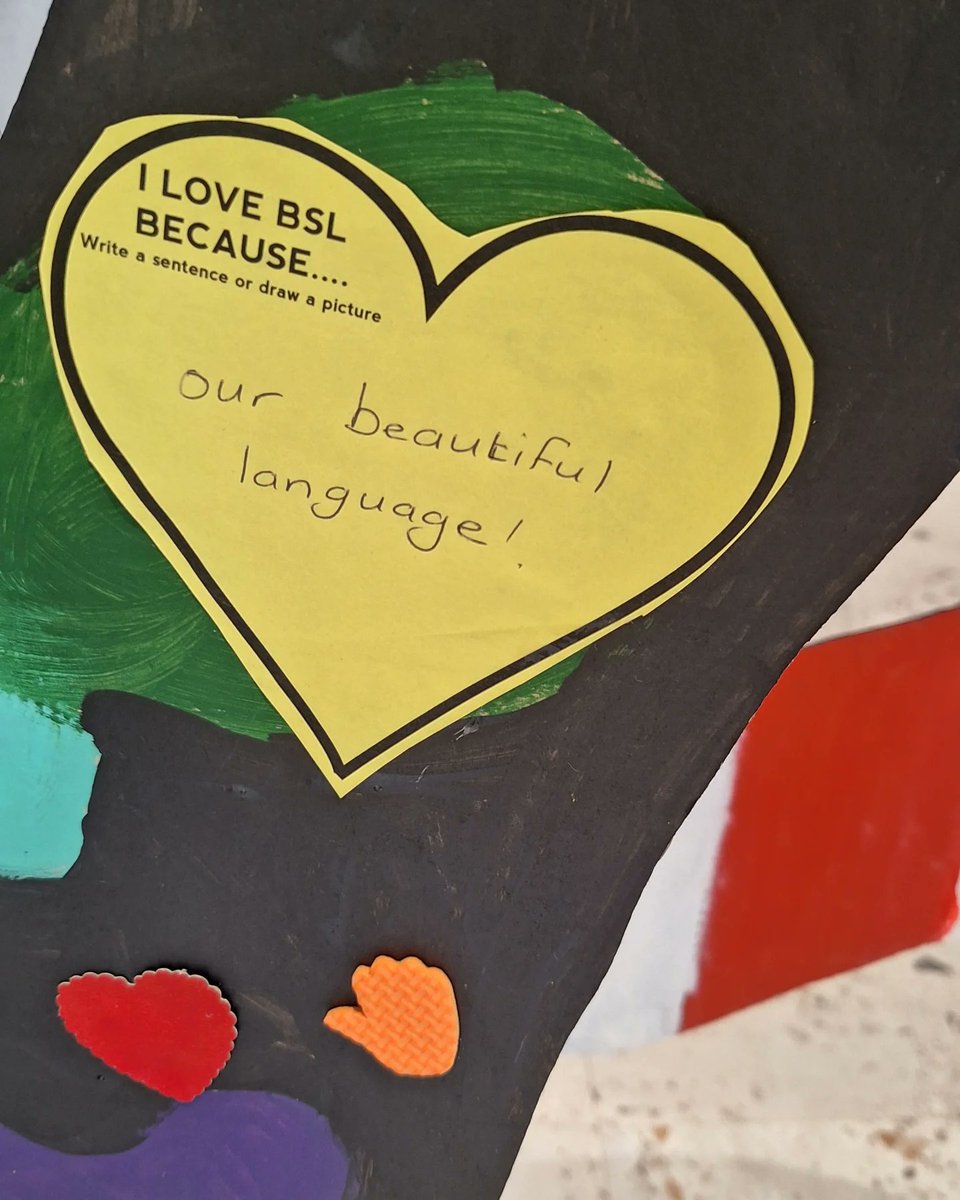 I LOVE BSL
BECAUSE....
Write a sentence or draw a picture
our beautiful
language!